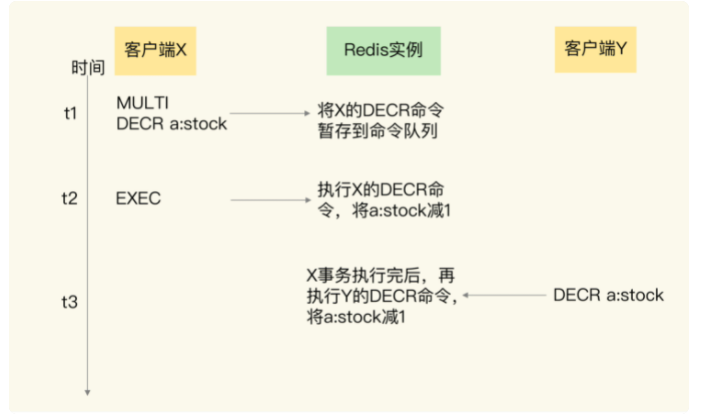 客户端X
Redis实例
客户端Y
时间
t1
MULTI
DECR a:stock
将X的DECR命令
暂存到命令队列
t2
EXEC
执行X的DECR命
令，将a:stock减1
t3
X事务执行完后，再
执行Y的DECR命令，
将a:stock减1
DECR a:stock